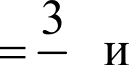 = 3 и